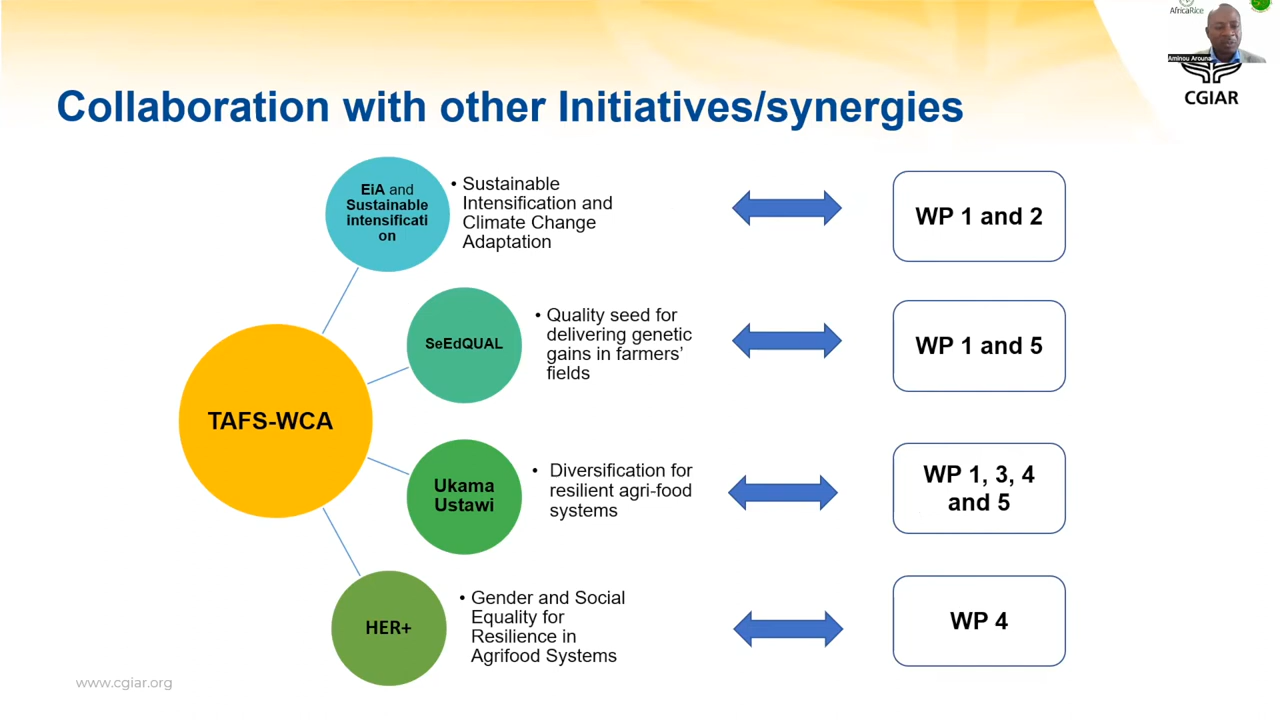 AfricaRice
Aminou Arouna
CGIAR
Collaboration with other Initiatives/synergies
EiA and
Sustainable
intensificati
on
• Sustainable
Intensification and
Climate Change
Adaptation
WP 1 and 2
SeEdQUAL
• Quality seed for
delivering genetic
gains in farmers’
fields
WP 1 and 5
TAFS-WCA
Ukama
Ustawi
• Diversification for
resilient agri-food
systems
WP 1, 3, 4
and 5
HER+
• Gender and Social
Equality for
Resilience in
Agrifood Systems
WP 4
www.cgiar.org